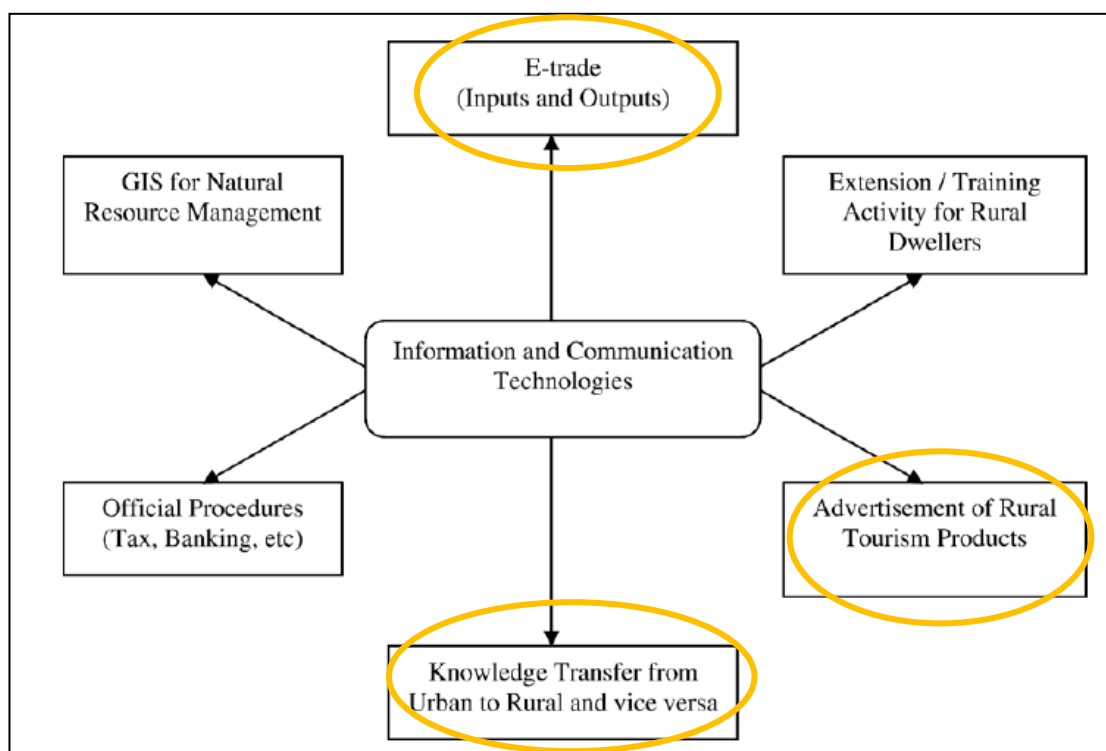 E-trade
(Inputs and Outputs)
GIS for Natural
Resource Management
Extension / Training
Activity for Rural
Dwellers
Information and Communication
Technologies
Official Procedures
(Tax, Banking, etc)
Advertisement of Rural
Tourism Products
Knowledge Transfer from
Urban to Rural and vice versa